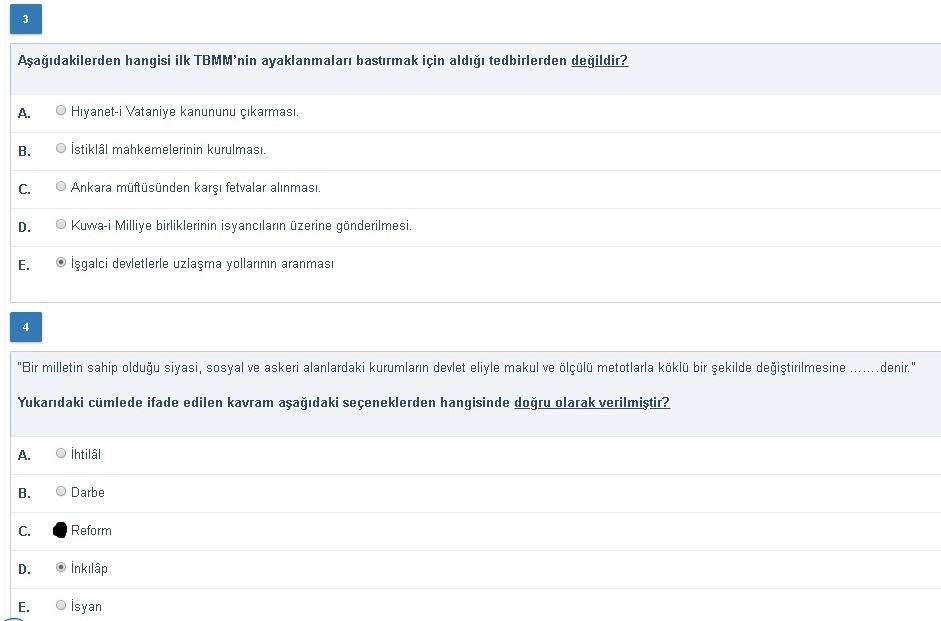 3
Aşağıdakilerden hangisi ilk TBMM'nin ayaklanmaları bastırmak için aldığı tedbirlerden değildir?
A. Hıyanet-i Vataniye kanununu çıkarması.
B. İstiklâl mahkemelerinin kurulması.
C. Ankara müftüsünden karşı fetvalar alınması.
D. Kuwa-i Milliye birliklerinin isyancıların üzerine gönderilmesi.
E. İşgalci devletlerle uzlaşma yollarının aranması
4
"Bir milletin sahip olduğu siyasi, sosyal ve askeri alanlardaki kurumların devlet eliyle makul ve ölçülü metotlarla köklü bir şekilde değiştirilmesine .......denir."
Yukarıdaki cümlede ifade edilen kavram aşağıdaki seçeneklerden hangisinde doğru olarak verilmiştir?
A. İhtilâl
B. Darbe
C. Reform
D. İnkılâp
E. İsyan